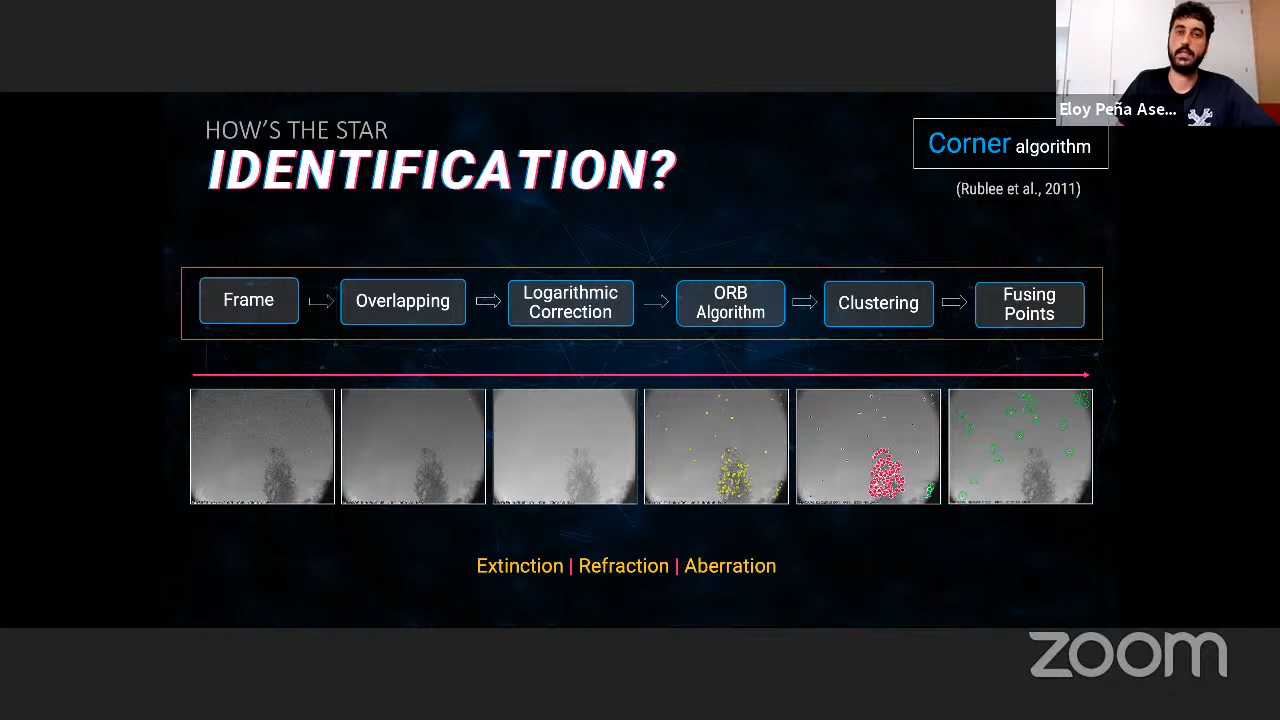 Eloy Peña Ase...
HOW'S THE STAR
IDENTIFICATION?
Corner algorithm
(Rublee et al., 2011)
Frame
Overlapping
Logarithmic
Correction
ORB
Algorithm
Clustering
Fusing
Points
Extinction | Refraction | Aberration
zoom